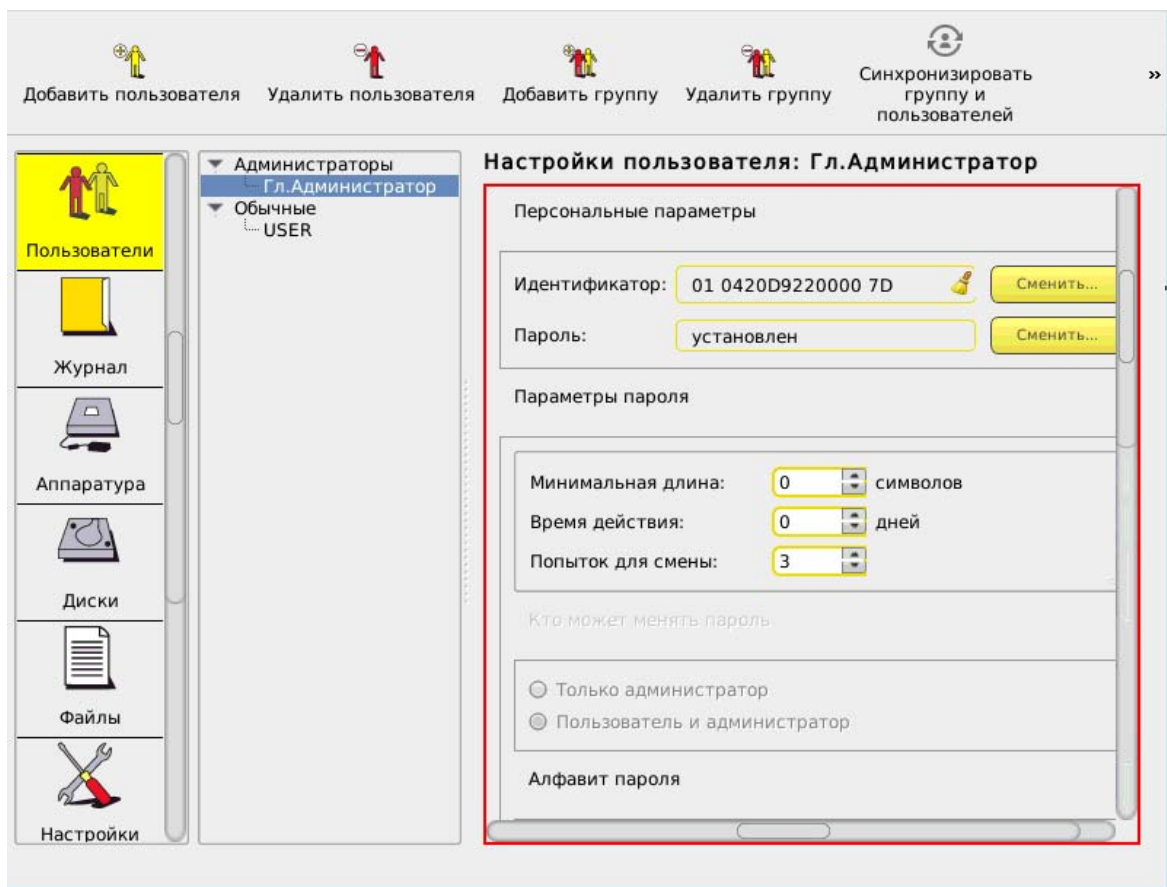 Добавить пользователя
Удалить пользователя
Добавить группу
Удалить группу
Синхронизировать
группу и
пользователей
»
Пользователи
Журнал
Аппаратура
Диски
Файлы
Настройки
Администраторы
Гл.Администратор
Обычные
USER
Настройки пользователя: Гл.Администратор
Персональные параметры
Идентификатор: 01 0420D9220000 7D Сменить...
Пароль: установлен Сменить...
Параметры пароля
Минимальная длина: 0 символов
Время действия: 0 дней
Попыток для смены: 3
Кто может менять пароль
Только администратор
Пользователь и администратор
Алфавит пароля